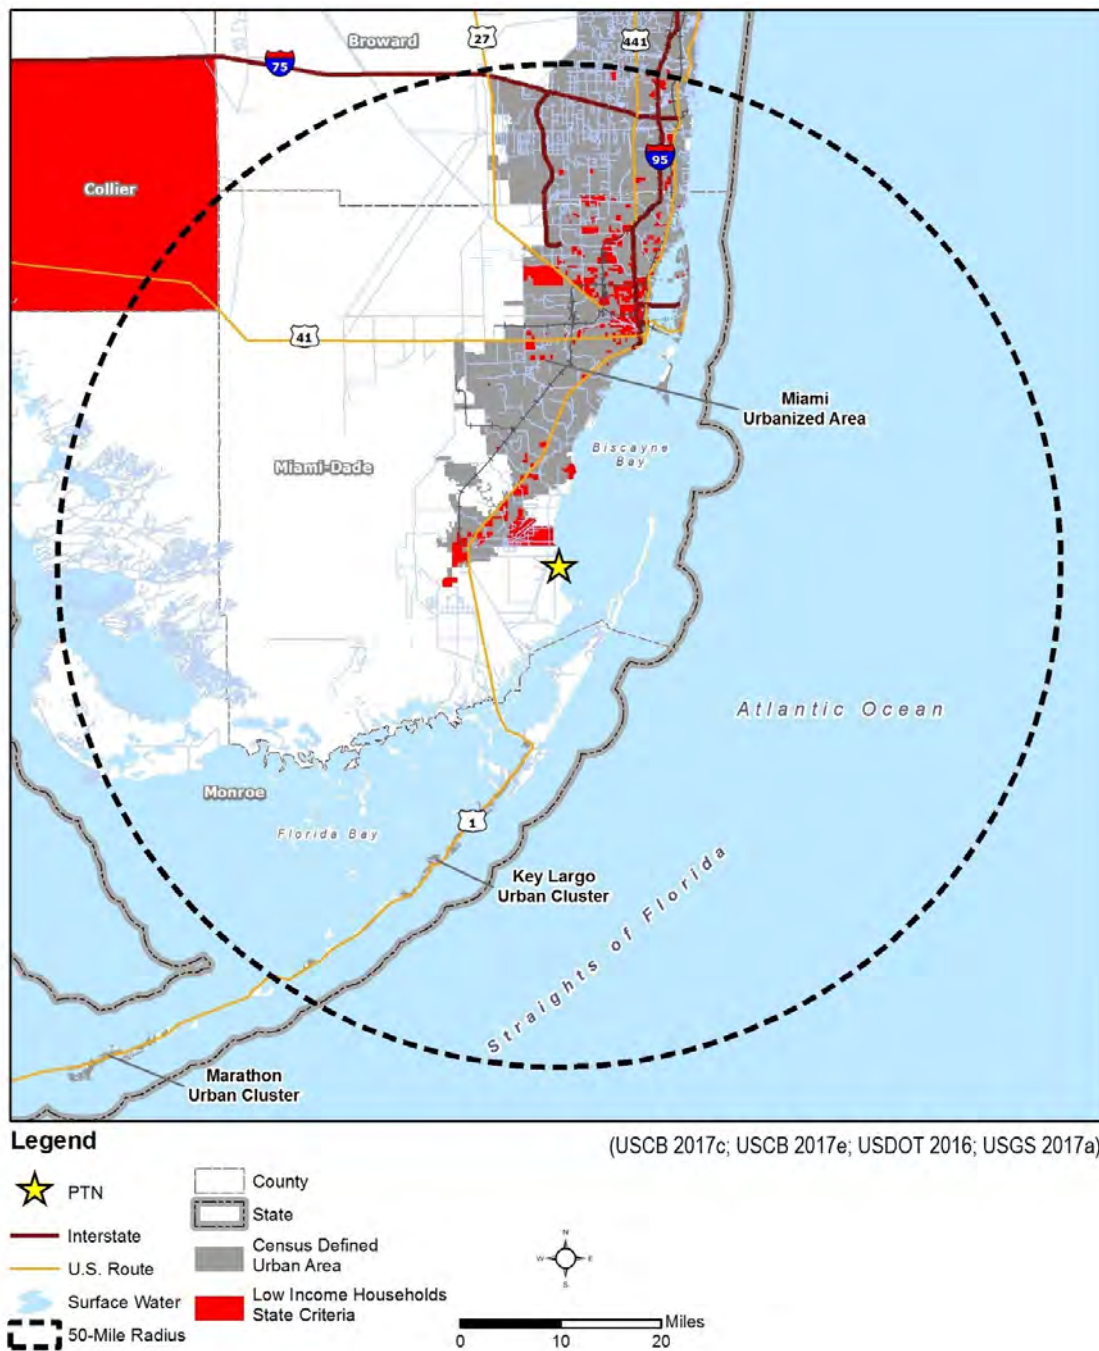 Broward
27
441
75
95
Collier
41
Miami
Urbanized Area
Biscayne
Bay
Miami-Dade
Atlantic Ocean
Monroe
1
Florida Bay
Key Largo
Urban Cluster
Straights of Florida
Marathon
Urban Cluster
Legend
(USCB 2017c; USCB 2017e; USDOT 2016; USGS 2017a)
PTN
Interstate
U.S. Route
Surface Water
50-Mile Radius
County
State
Census Defined
Urban Area
Low Income Households
State Criteria
N
W
E
S
Miles
0 10 20